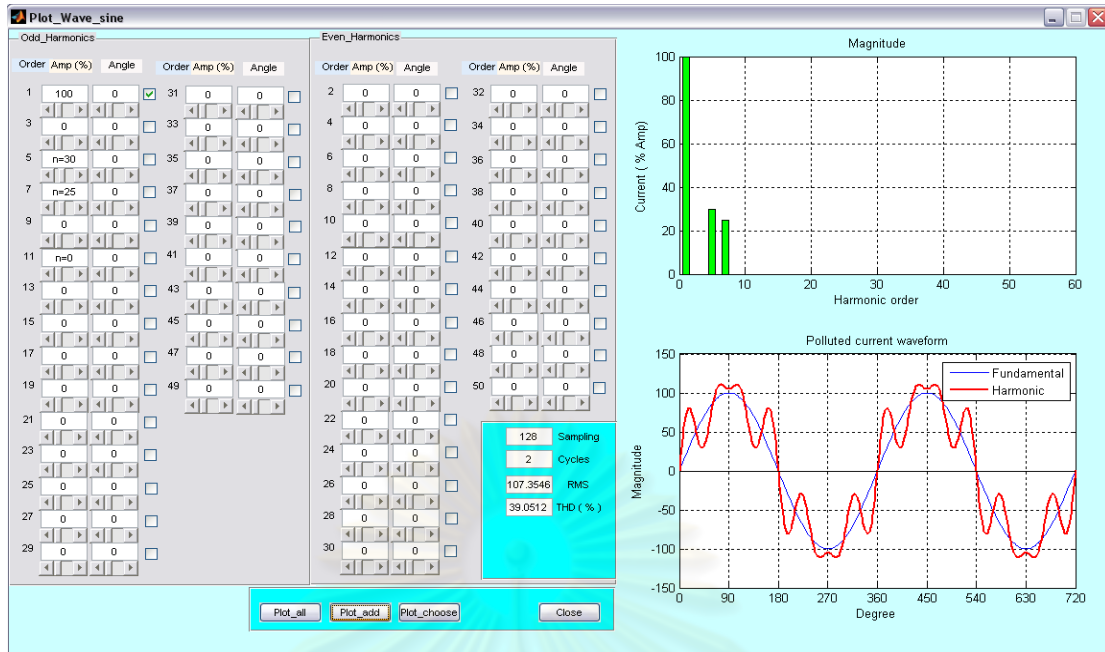 Plot_Wave_sine
Odd_Harmonics
Order Amp (%) Angle Order Amp (%) Angle
1 100 0 31 0 0
3 0 0 33 0 0
5 n=30 0 35 0 0
7 n=25 0 37 0 0
9 0 0 39 0 0
11 n=0 0 41 0 0
13 0 0 43 0 0
15 0 0 45 0 0
17 0 0 47 0 0
19 0 0 49 0 0
21 0 0
23 0 0
25 0 0
27 0 0
29 0 0
Even_Harmonics
Order Amp (%) Angle Order Amp (%) Angle
2 0 0 32 0 0
4 0 0 34 0 0
6 0 0 36 0 0
8 0 0 38 0 0
10 0 0 40 0 0
12 0 0 42 0 0
14 0 0 44 0 0
16 0 0 46 0 0
18 0 0 48 0 0
20 0 0 50 0 0
22 0 0
24 0 0
26 0 0
28 0 0
30 0 0
128 Sampling
2 Cycles
107.3546 RMS
39.0512 THD ( % )
Plot_all Plot_add Plot_choose Close
Magnitude
Current ( % Amp)
100
80
60
40
20
0
0 10 20 30 40 50 60
Harmonic order
Polluted current waveform
Magnitude
150
100
50
0
-50
-100
-150
Fundamental
Harmonic
0 90 180 270 360 450 540 630 720
Degree